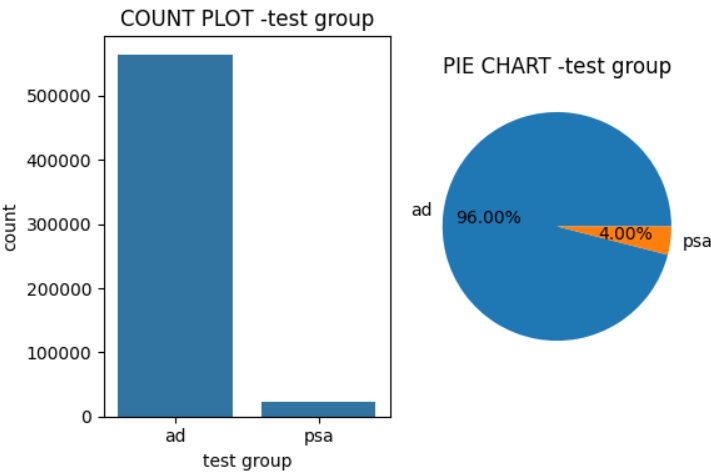 COUNT PLOT -test group
500000
400000
300000
200000
100000
0
count
ad
psa
test group
PIE CHART -test group
ad
96.00%
4.00%
psa